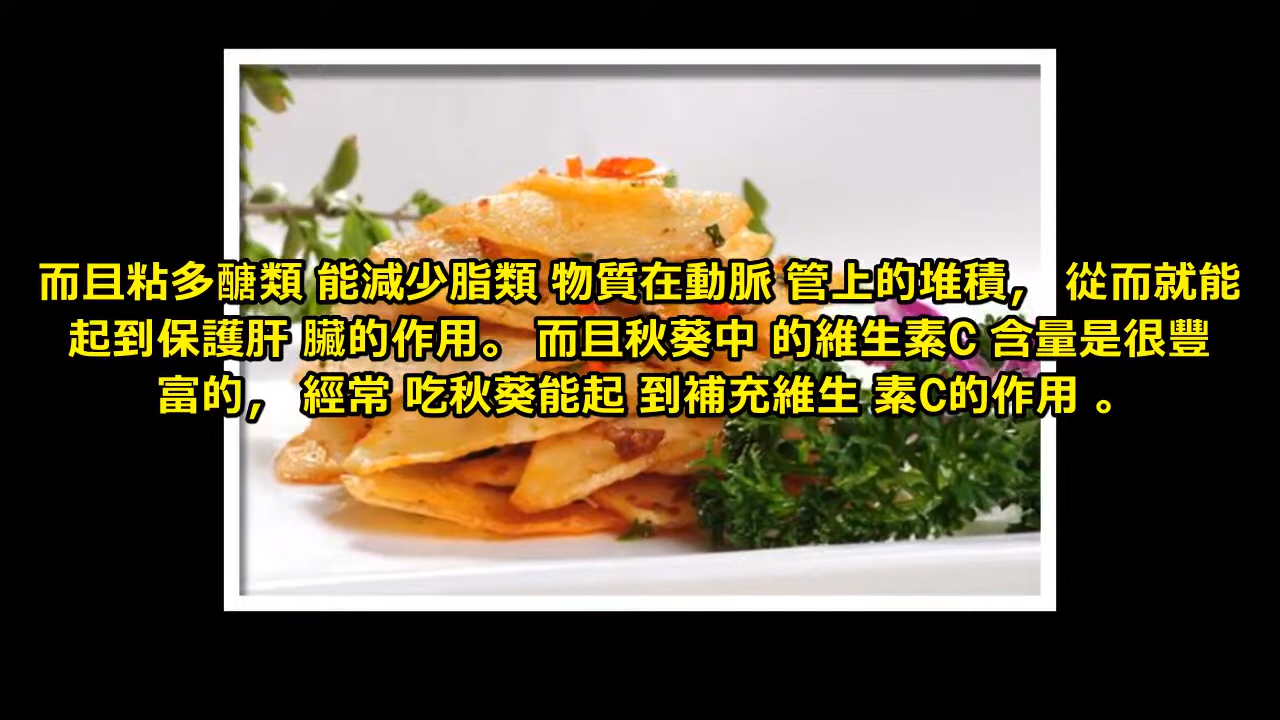 而且粘多醣類 能減少脂類 物質在動脈 管上的堆積， 從而就能
起到保護肝 臟的作用。 而且秋葵中 的維生素C 含量是很豐
富的， 經常 吃秋葵能起 到補充維生 素C的作用 。